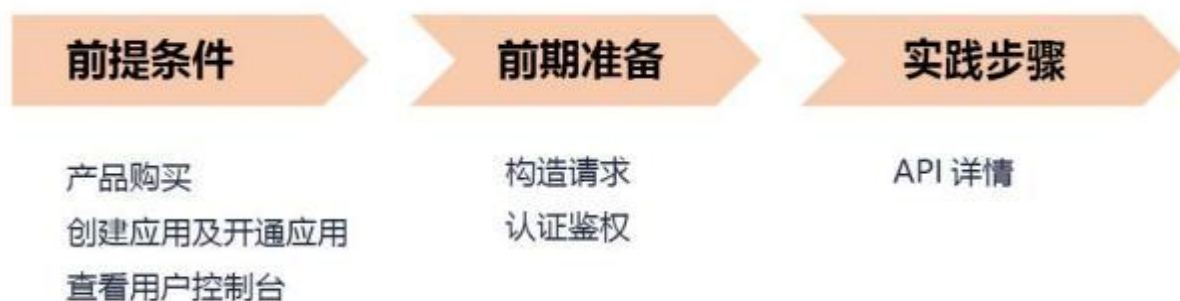 前提条件
前期准备
实践步骤
产品购买
创建应用及开通应用
查看用户控制台
构造请求
认证鉴权
API 详情